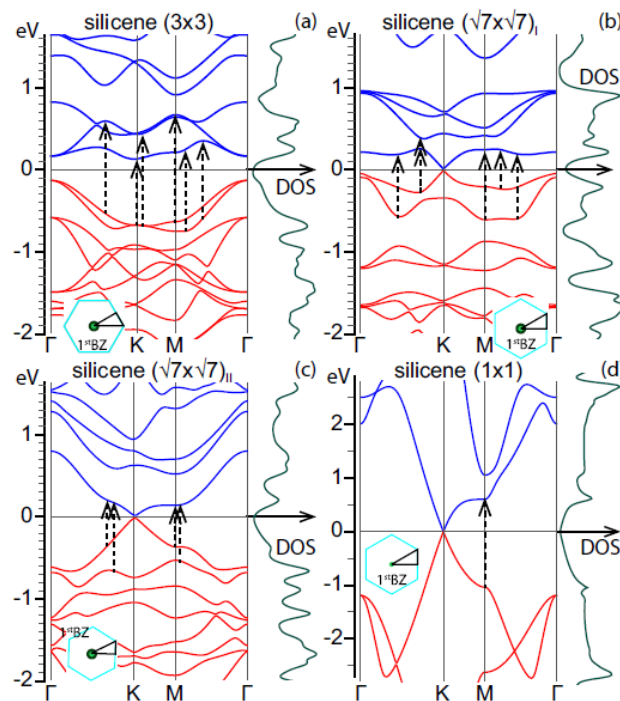 eV silicene (3x3) (a)
1
0
DOS
-1
1stBZ
-2
Γ K M Γ
eV silicene (√7x√7)I (b)
DOS
1
0
-1
1stBZ
-2
Γ K M Γ
eV silicene (√7x√7)II (c)
1
0
DOS
-1
1stBZ
-2
Γ K M Γ
eV silicene (1x1) (d)
2
1
0
DOS
1stBZ
-1
-2
Γ K M Γ